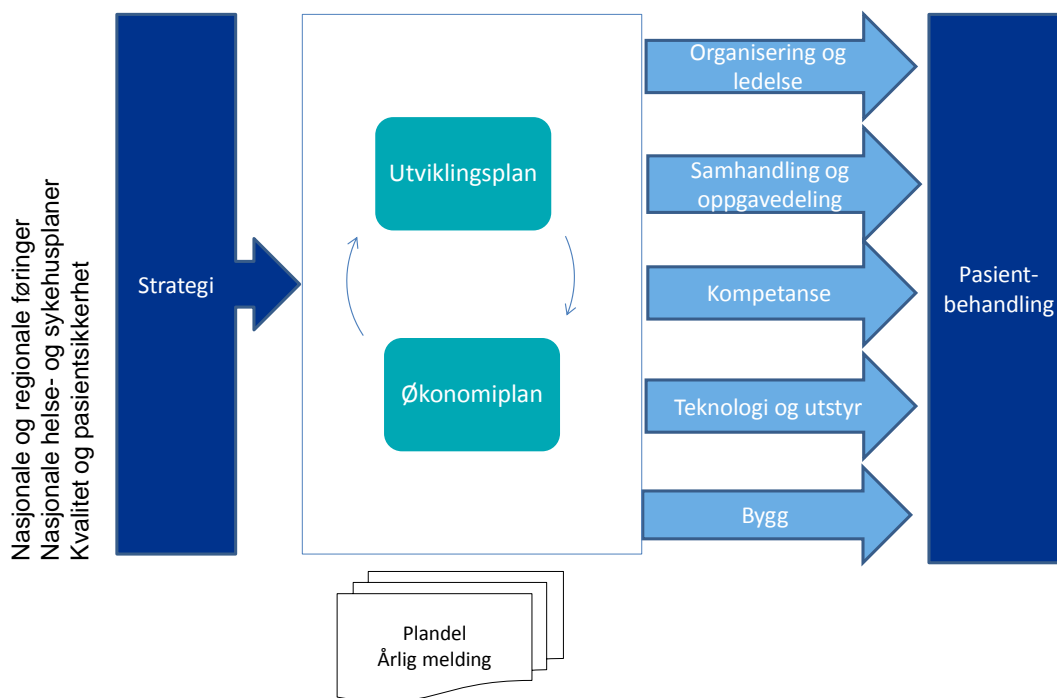 Nasjonale og regionale føringer
Nasjonale helse- og sykehusplaner
Kvalitet og pasientsikkerhet
Strategi
Utviklingsplan
Økonomiplan
Plandel
Årlig melding
Organisering og
ledelse
Samhandling og
oppgavedeling
Kompetanse
Teknologi og utstyr
Bygg
Pasient-
behandling